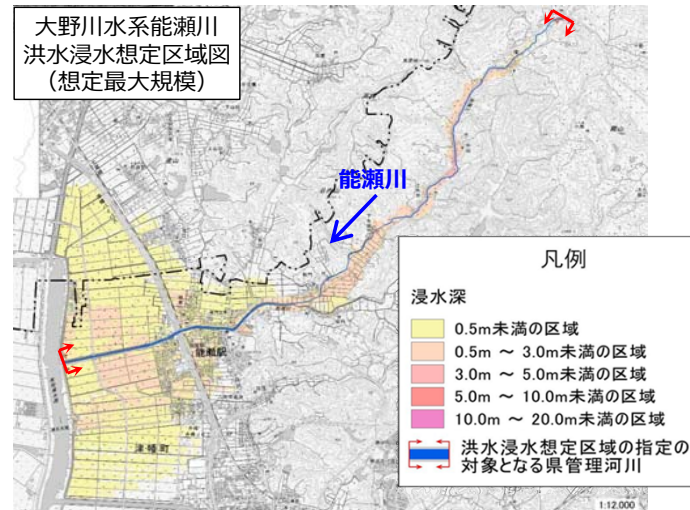 大野川水系能瀬川
洪水浸水想定区域図
（想定最大規模）
能瀬川
能瀬駅
津幡町
凡例
浸水深
0.5m未満の区域
0.5m ～ 3.0m未満の区域
3.0m ～ 5.0m未満の区域
5.0m ～ 10.0m未満の区域
10.0m ～ 20.0m未満の区域
洪水浸水想定区域の指定の
対象となる県管理河川
1:12,000